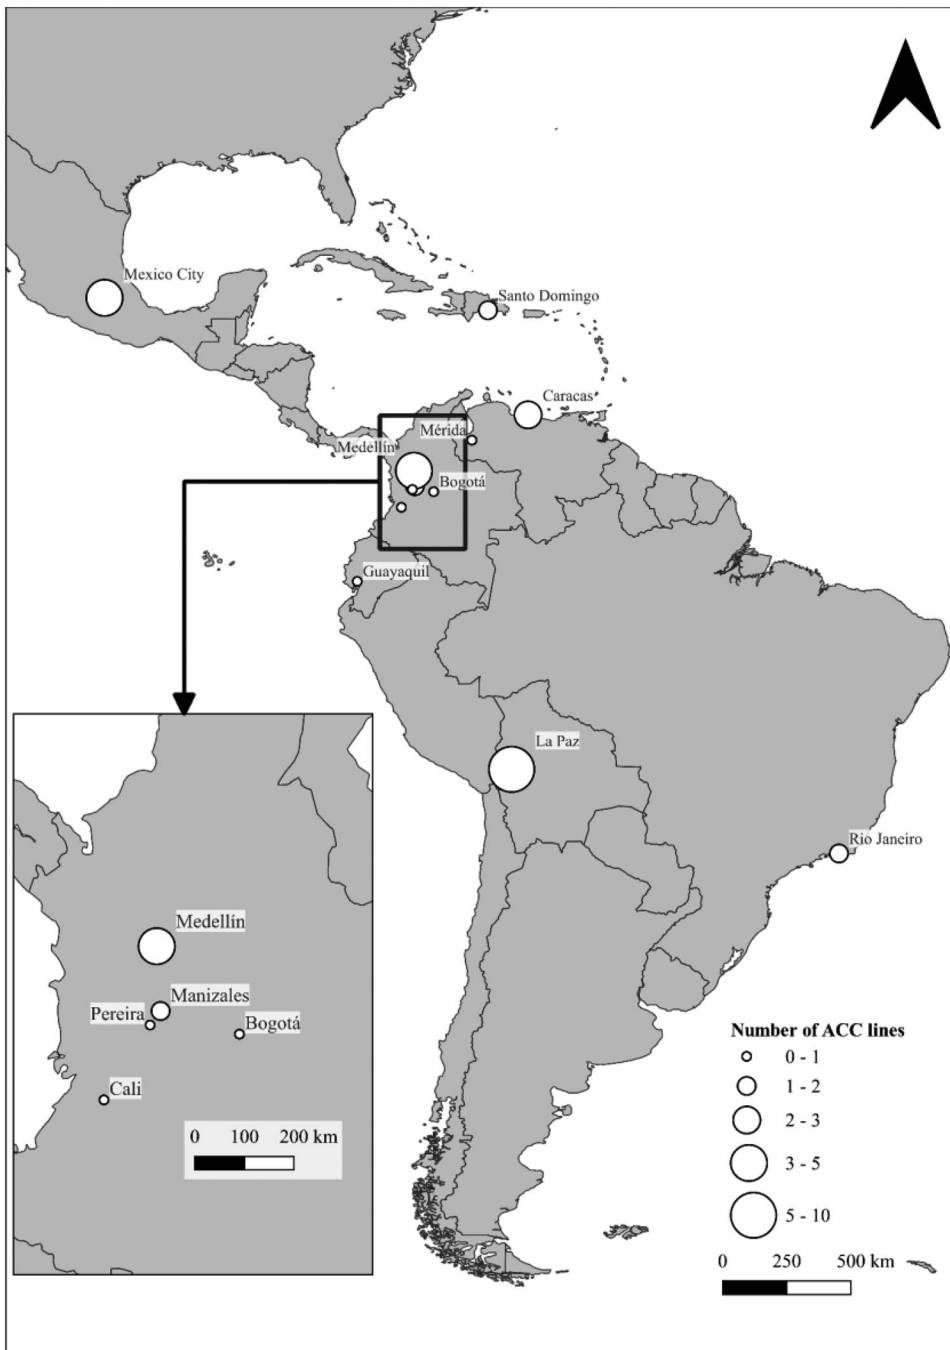 Mexico City
Santo Domingo
Caracas
Mérida
Medellín
Bogotá
Guayaquil
La Paz
Rio Janeiro
Medellín
Manizales
Pereira
Bogotá
Cali
0 100 200 km
Number of ACC lines
0 - 1
1 - 2
2 - 3
3 - 5
5 - 10
0 250 500 km